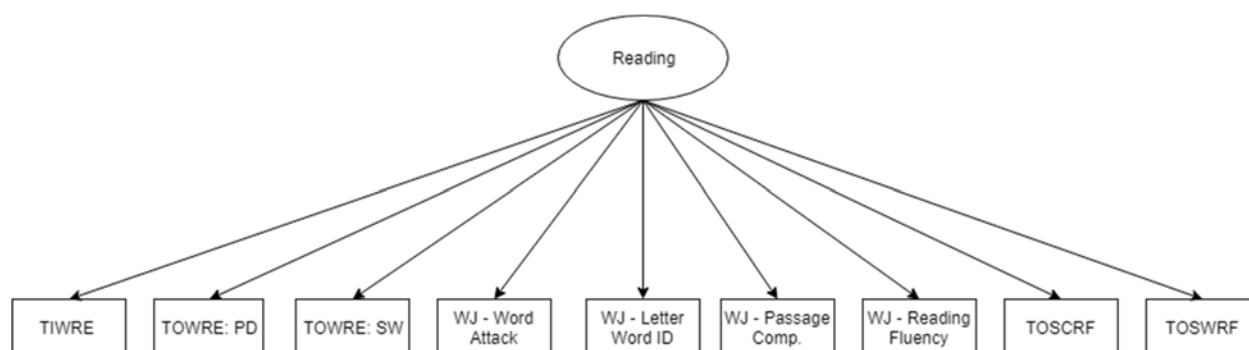 Reading
TIWRE
TOWRE: PD
TOWRE: SW
WJ - Word
Attack
WJ - Letter
Word ID
WJ - Passage
Comp.
WJ - Reading
Fluency
TOSCRF
TOSWRF